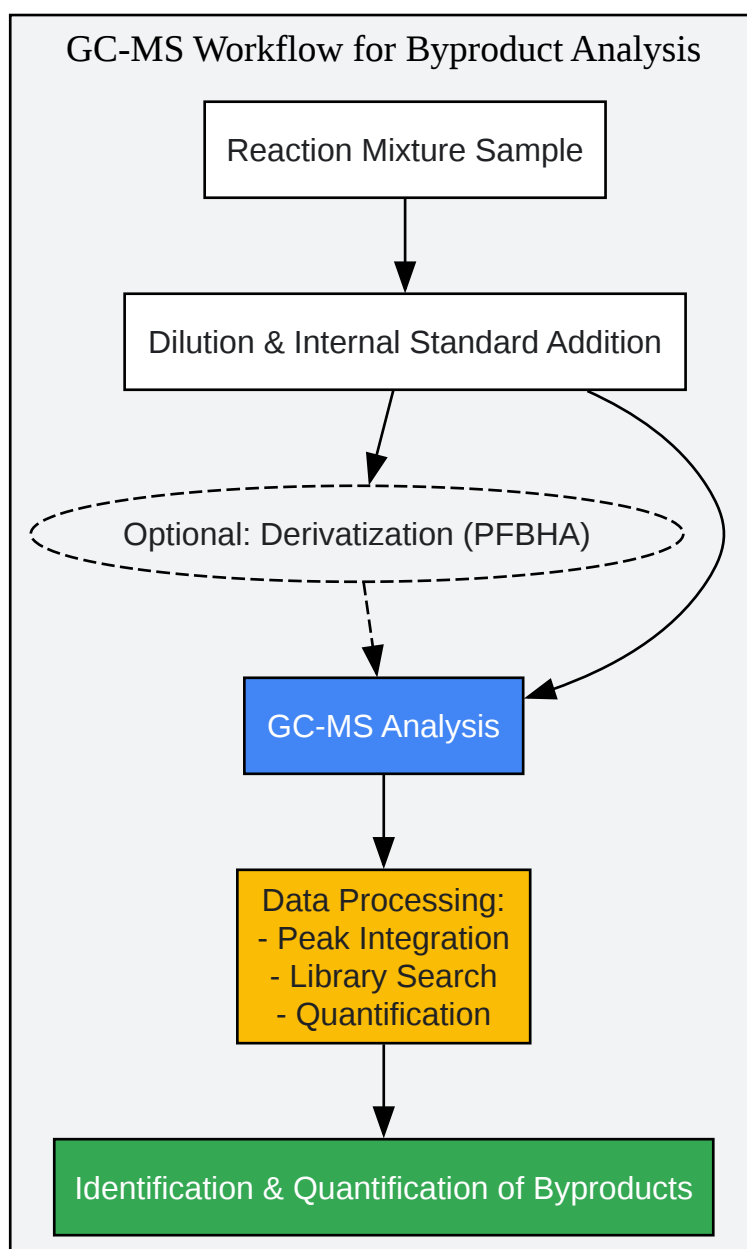 GC-MS Workflow for Byproduct Analysis
Reaction Mixture Sample
Dilution & Internal Standard Addition
Optional: Derivatization (PFBHA)
GC-MS Analysis
Data Processing:
- Peak Integration
- Library Search
- Quantification
Identification & Quantification of Byproducts